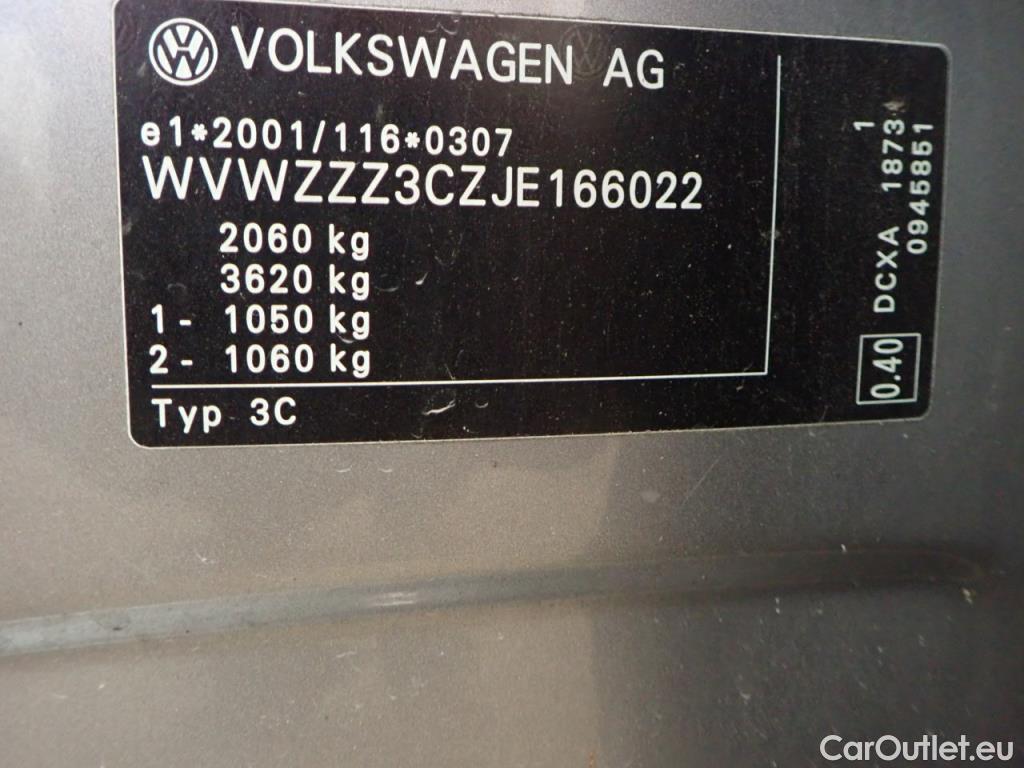 VOLKSWAGEN AG
e1*2001/116*0307
WVWZZZ3CZJE166022
2060 kg
3620 kg
1- 1050 kg
2- 1060 kg
Typ 3C
0.40 DCXA 1873 1
0945851
CarOutlet.eu